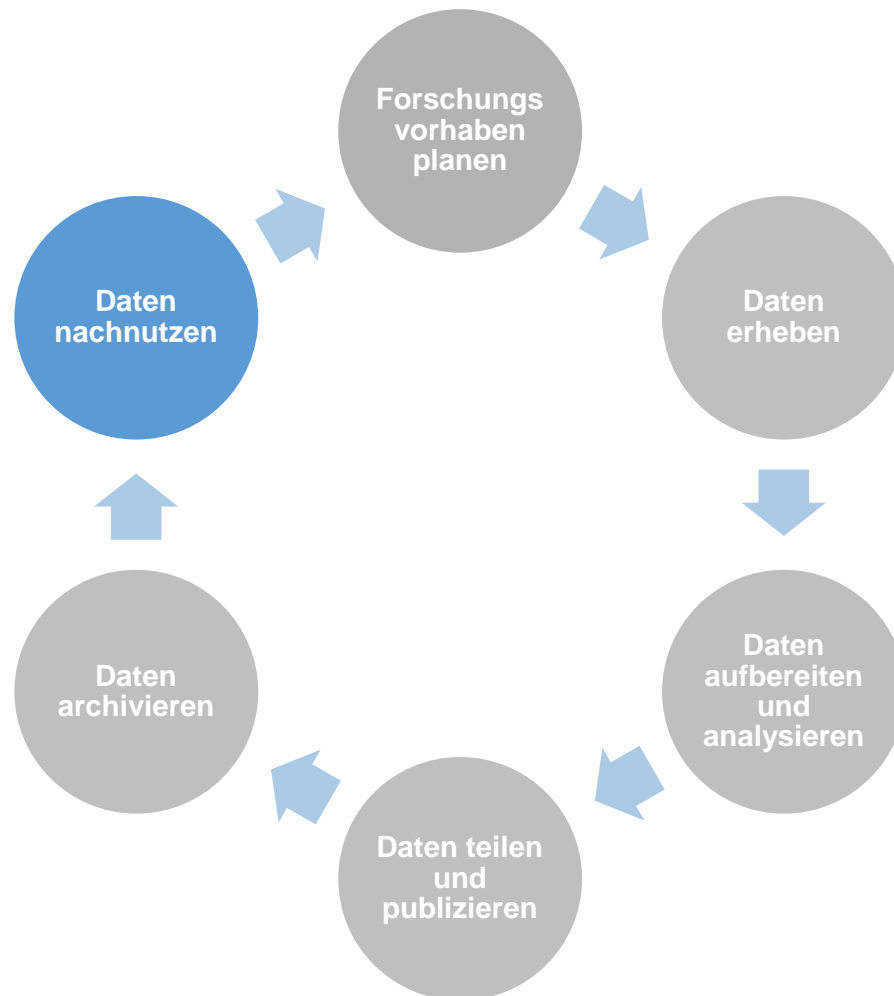 Forschungs
vorhaben
planen
Daten
erheben
Daten
aufbereiten
und
analysieren
Daten teilen
und
publizieren
Daten
archivieren
Daten
nachnutzen